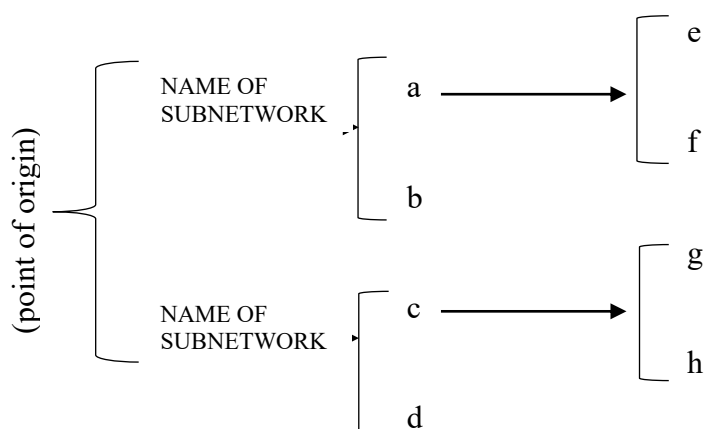 (point of origin)
NAME OF
SUBNETWORK
a
b
e
f
NAME OF
SUBNETWORK
c
d
g
h